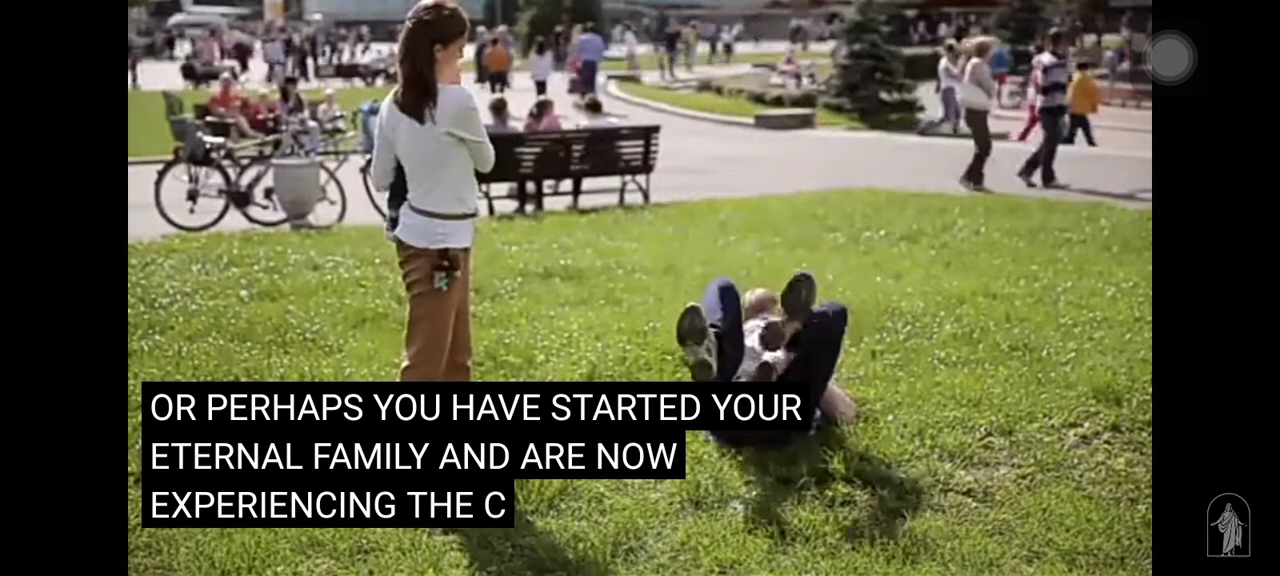 OR PERHAPS YOU HAVE STARTED YOUR
ETERNAL FAMILY AND ARE NOW
EXPERIENCING THE C